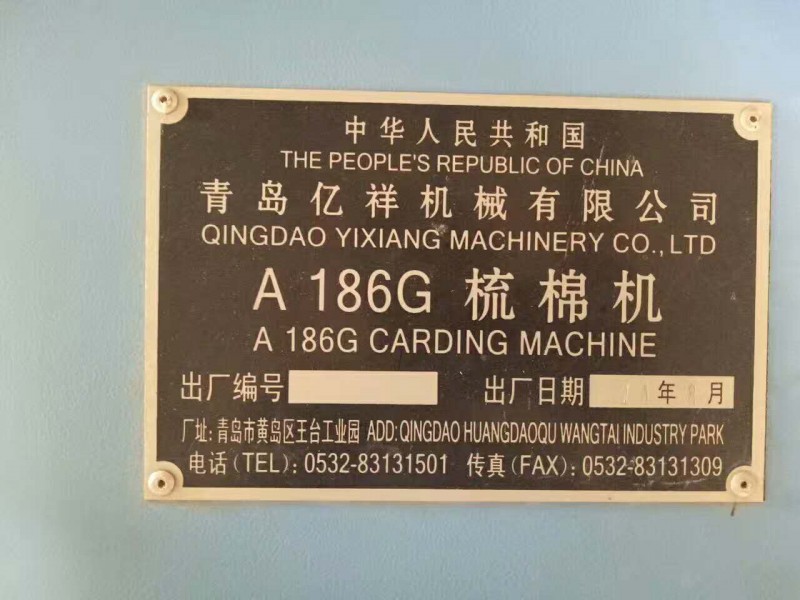 中华人民共和国
THE PEOPLE'S REPUBLIC OF CHINA
青岛亿祥机械有限公司
QINGDAO YIXIANG MACHINERY CO.,LTD
A 186G 梳棉机
A 186G CARDING MACHINE
出厂编号 出厂日期 年 月
厂址:青岛市黄岛区王台工业园 ADD:QINGDAO HUANGDAOQU WANGTAI INDUSTRY PARK
电话(TEL): 0532-83131501 传真(FAX): 0532-83131309